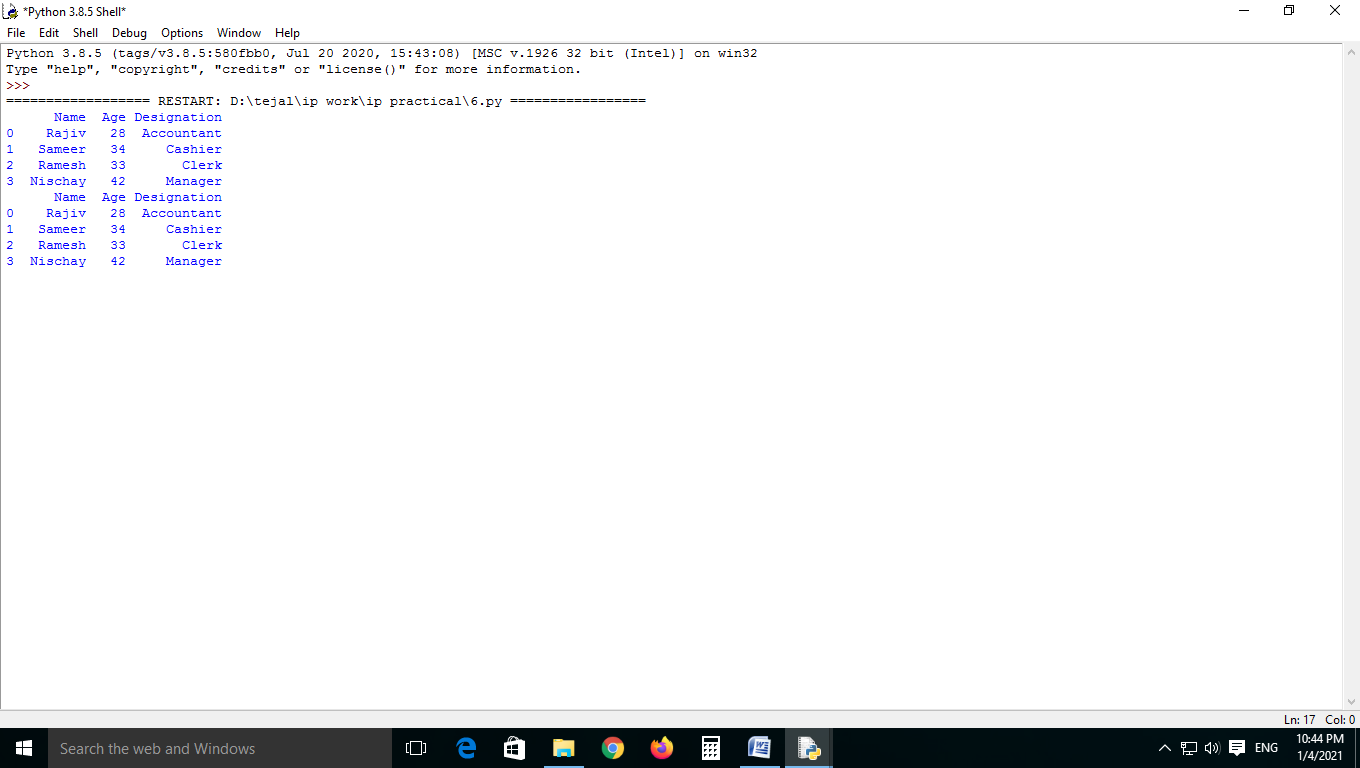 *Python 3.8.5 Shell*
File Edit Shell Debug Options Window Help
Python 3.8.5 (tags/v3.8.5:580fbb0, Jul 20 2020, 15:43:08) [MSC v.1926 32 bit (Intel)] on win32
Type "help", "copyright", "credits" or "license()" for more information.
>>>
================== RESTART: D:\tejal\ip work\ip practical\6.py =================
      Name  Age Designation
0    Rajiv   28  Accountant
1   Sameer   34     Cashier
2   Ramesh   33       Clerk
3  Nischay   42     Manager
      Name  Age Designation
0    Rajiv   28  Accountant
1   Sameer   34     Cashier
2   Ramesh   33       Clerk
3  Nischay   42     Manager
Ln: 17 Col: 0
Search the web and Windows
ENG
10:44 PM
1/4/2021